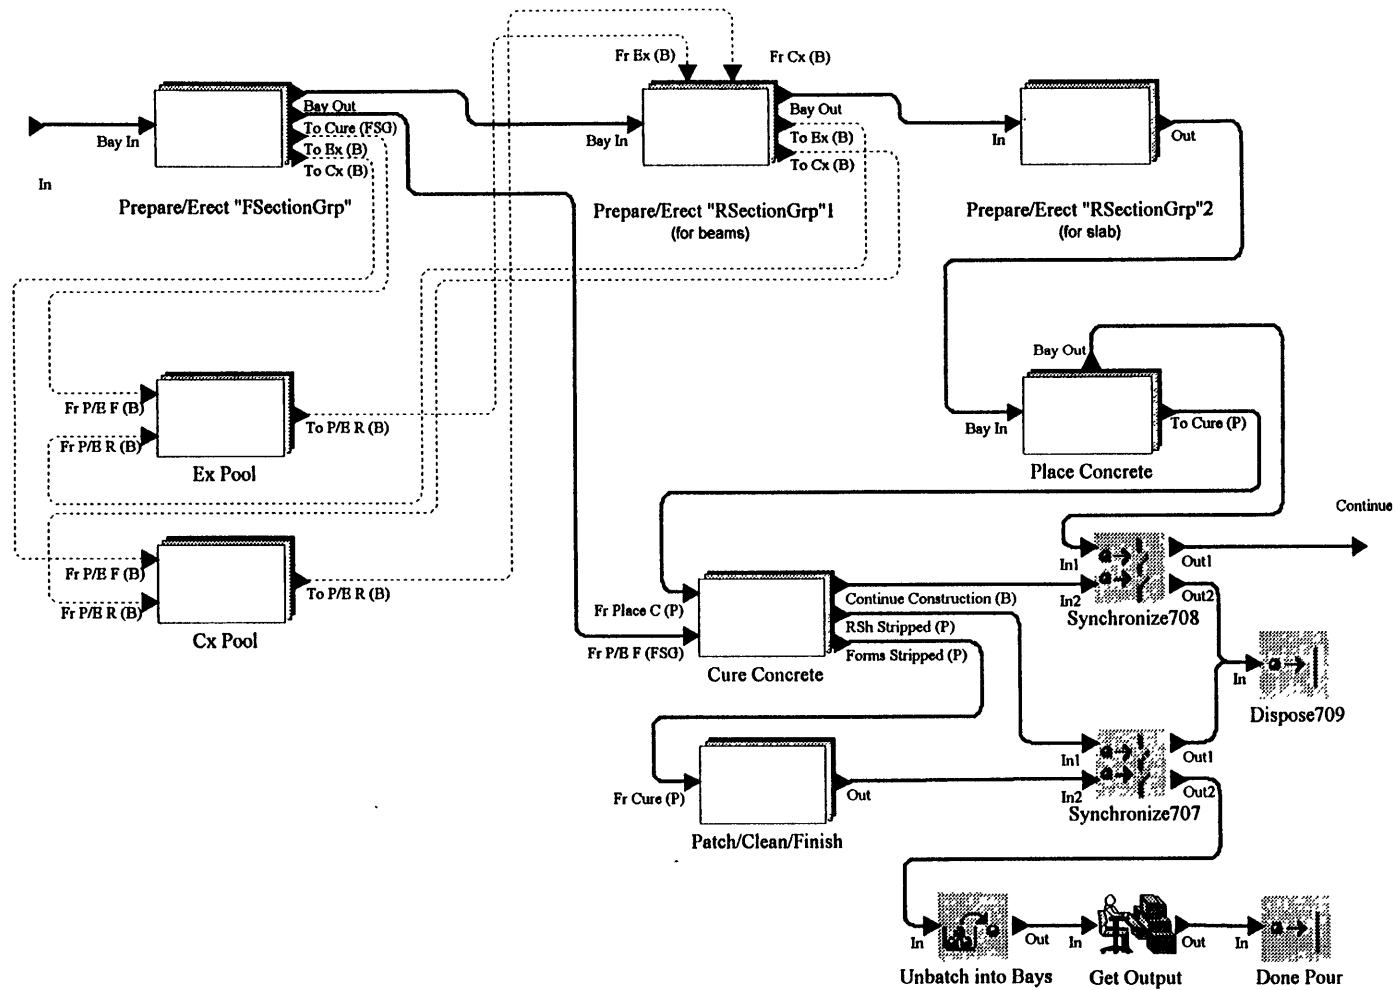 Fr Ex (B)
Fr Cx (B)
Bay In
Bay Out
To Cure (FSG)
To Ex (B)
To Cx (B)
In
Prepare/Erect "FSectionGrp"
Bay In
Bay Out
To Ex (B)
To Cx (B)
Prepare/Erect "RSectionGrp"1
(for beams)
In
Out
Prepare/Erect "RSectionGrp"2
(for slab)
Fr P/E F (B)
Fr P/E R (B)
To P/E R (B)
Ex Pool
Bay Out
Bay In
To Cure (P)
Place Concrete
Fr P/E F (B)
Fr P/E R (B)
To P/E R (B)
Cx Pool
Continue
Fr Place C (P)
Fr P/E F (FSG)
Continue Construction (B)
RSh Stripped (P)
Forms Stripped (P)
Cure Concrete
In1
In2
Out1
Out2
Synchronize708
In
Dispose709
Fr Cure (P)
Out
Patch/Clean/Finish
In1
In2
Out1
Out2
Synchronize707
In
Out
Unbatch into Bays
In
Out
Get Output
In
Done Pour